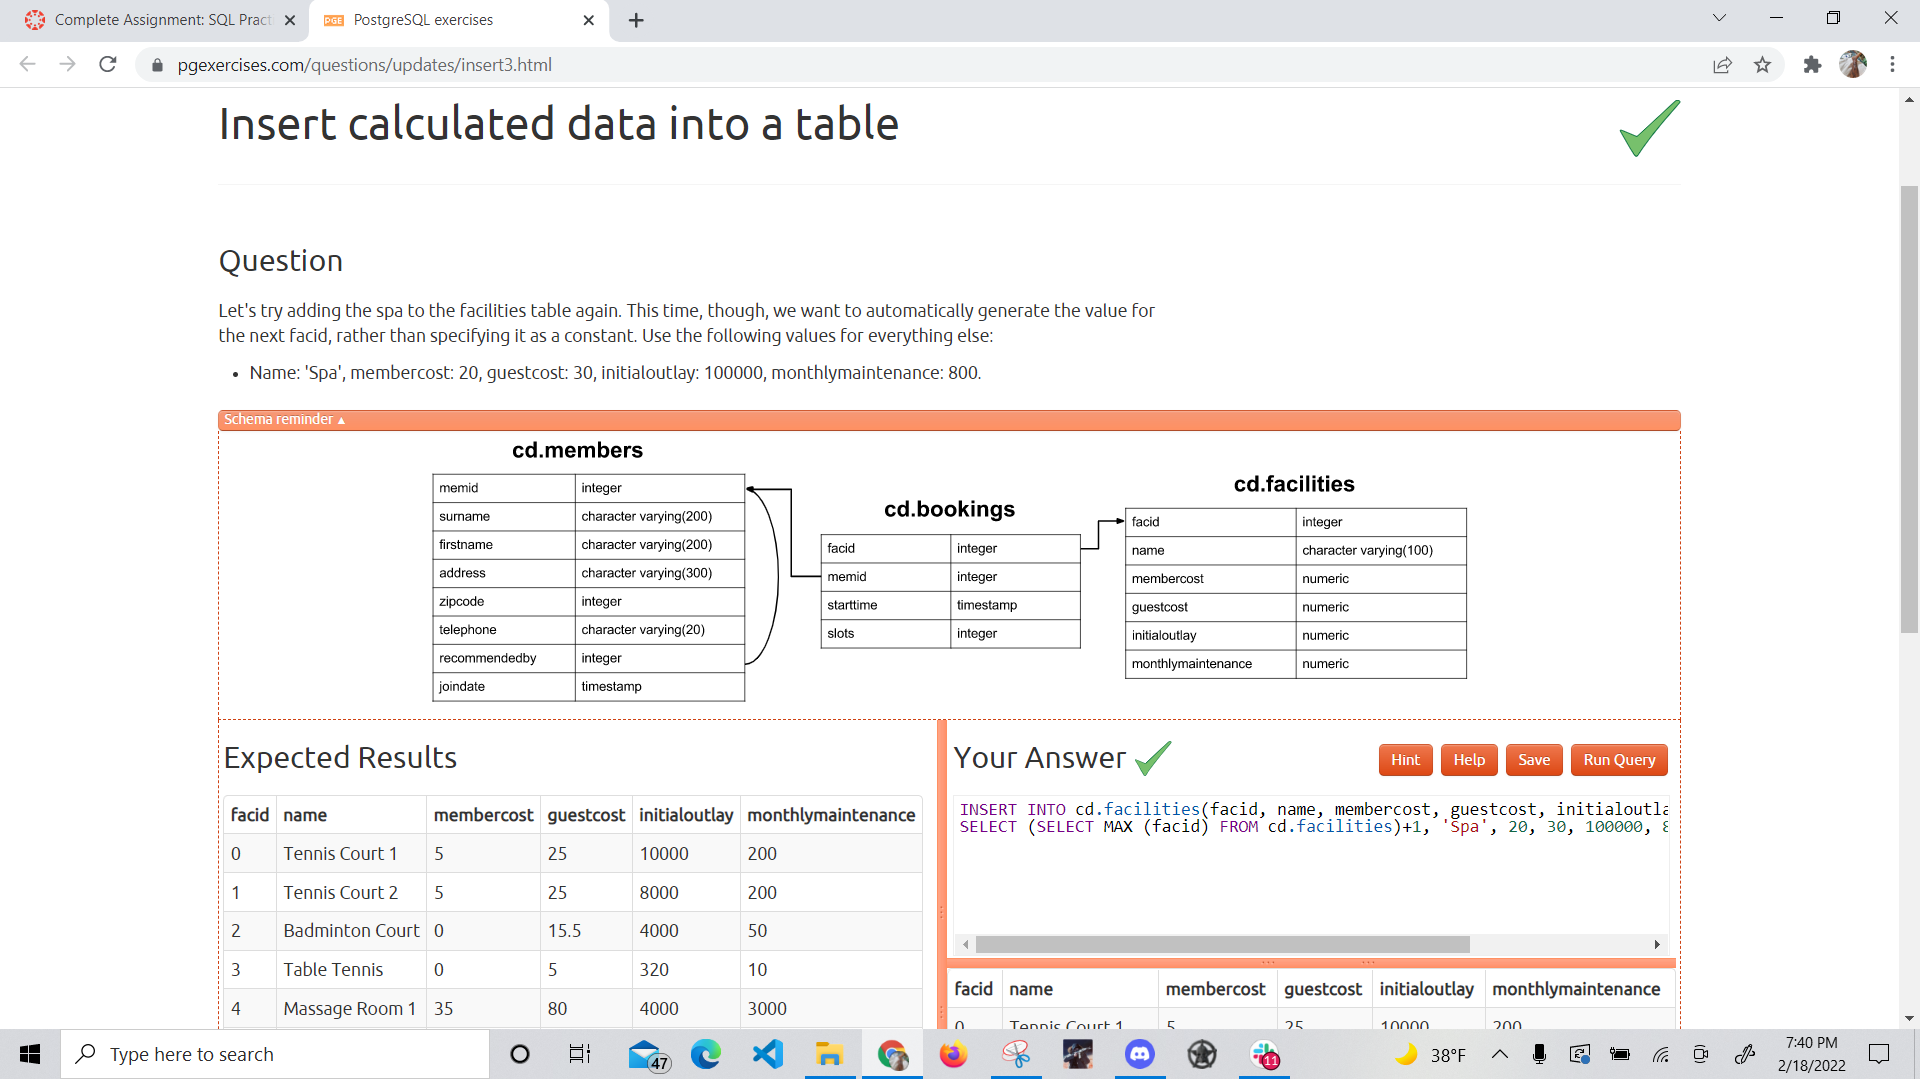 Complete Assignment: SQL Pract
PGE PostgreSQL exercises
pgexercises.com/questions/updates/insert3.html
Insert calculated data into a table
Question
Let's try adding the spa to the facilities table again. This time, though, we want to automatically generate the value for
the next facid, rather than specifying it as a constant. Use the following values for everything else:
• Name: 'Spa', membercost: 20, guestcost: 30, initialoutlay: 100000, monthlymaintenance: 800.
Schema reminder ▲
cd.members
memid integer
surname character varying(200)
firstname character varying(200)
address character varying(300)
zipcode integer
telephone character varying(20)
recommendedby integer
joindate timestamp
cd.bookings
facid integer
memid integer
starttime timestamp
slots integer
cd.facilities
facid integer
name character varying(100)
membercost numeric
guestcost numeric
initialoutlay numeric
monthlymaintenance numeric
Expected Results
facid name membercost guestcost initialoutlay monthlymaintenance
0 Tennis Court 1 5 25 10000 200
1 Tennis Court 2 5 25 8000 200
2 Badminton Court 0 15.5 4000 50
3 Table Tennis 0 5 320 10
4 Massage Room 1 35 80 4000 3000
Your Answer
Hint Help Save Run Query
INSERT INTO cd.facilities(facid, name, membercost, guestcost, initialoutla
SELECT (SELECT MAX (facid) FROM cd.facilities)+1, 'Spa', 20, 30, 100000, 8
facid name membercost guestcost initialoutlay monthlymaintenance
0 Tennis Court 1 5 25 10000 200
Type here to search
47
11
38°F
7:40 PM
2/18/2022